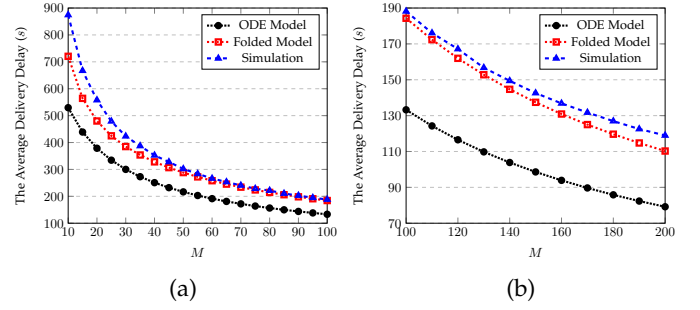 The Average Delivery Delay (s)
900
800
700
600
500
400
300
200
100
0
10 20 30 40 50 60 70 80 90 100
M
ODE Model
Folded Model
Simulation
(a)
The Average Delivery Delay (s)
190
170
150
130
110
90
70
100 120 140 160 180 200
M
ODE Model
Folded Model
Simulation
(b)